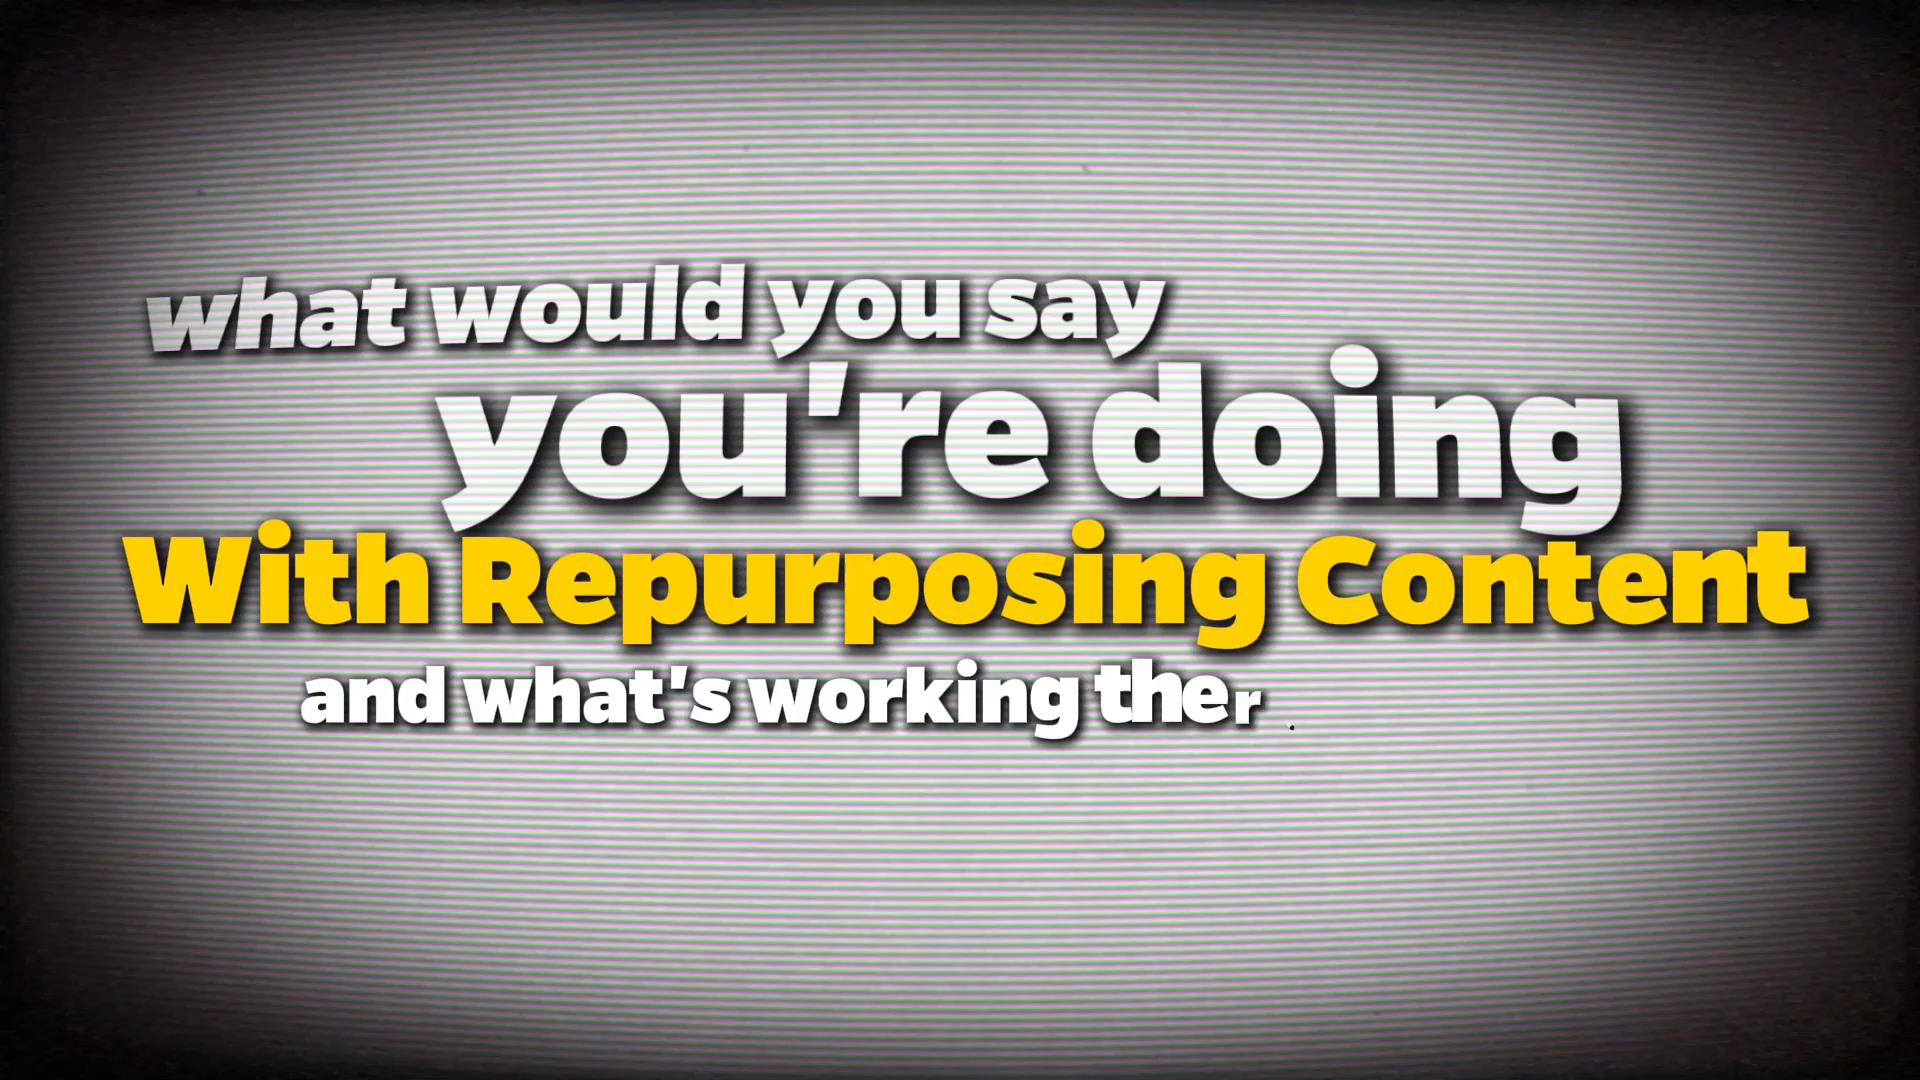 what would you say
you're doing
With Repurposing Content
and what's working ther